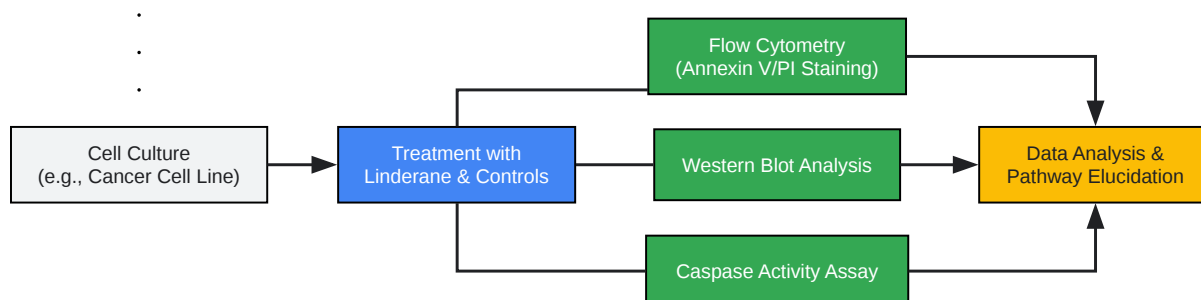 Flow Cytometry
(Annexin V/PI Staining)
Cell Culture
(e.g., Cancer Cell Line)
Treatment with
Linderane & Controls
Western Blot Analysis
Data Analysis &
Pathway Elucidation
Caspase Activity Assay